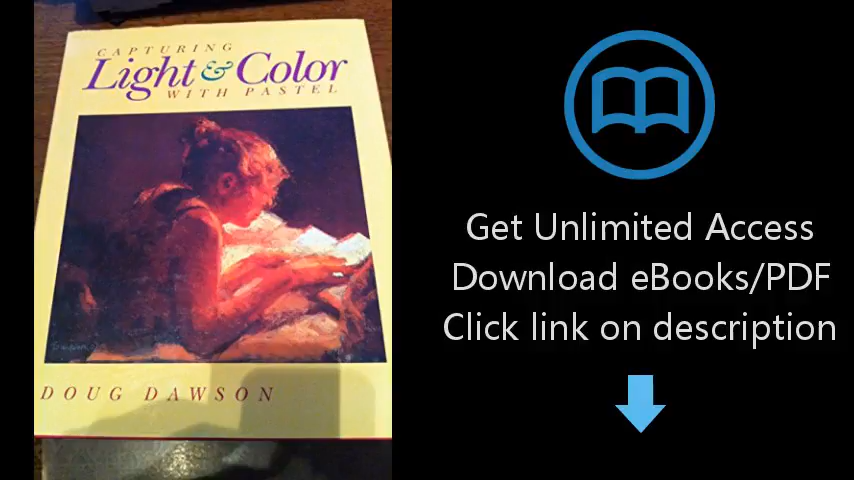 CAPTURING
Light & Color
WITH PASTEL
DOUG DAWSON
Get Unlimited Access
Download eBooks/PDF
Click link on description